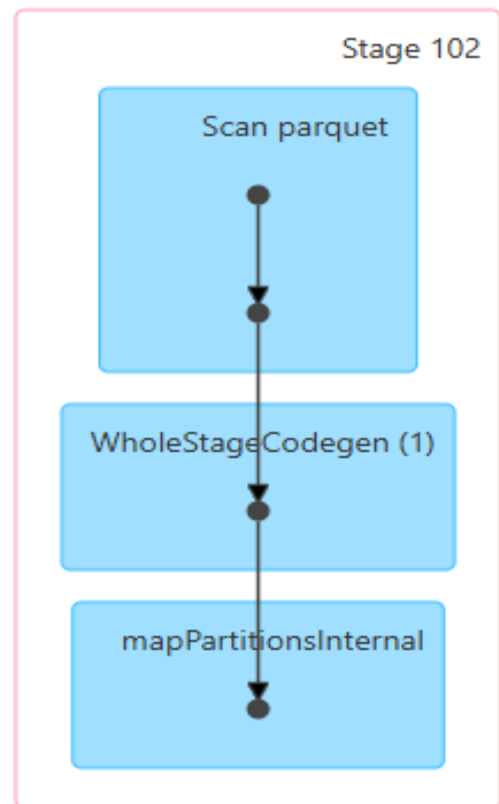 Stage 102
Scan parquet
WholeStageCodegen (1)
mapPartitionsInternal